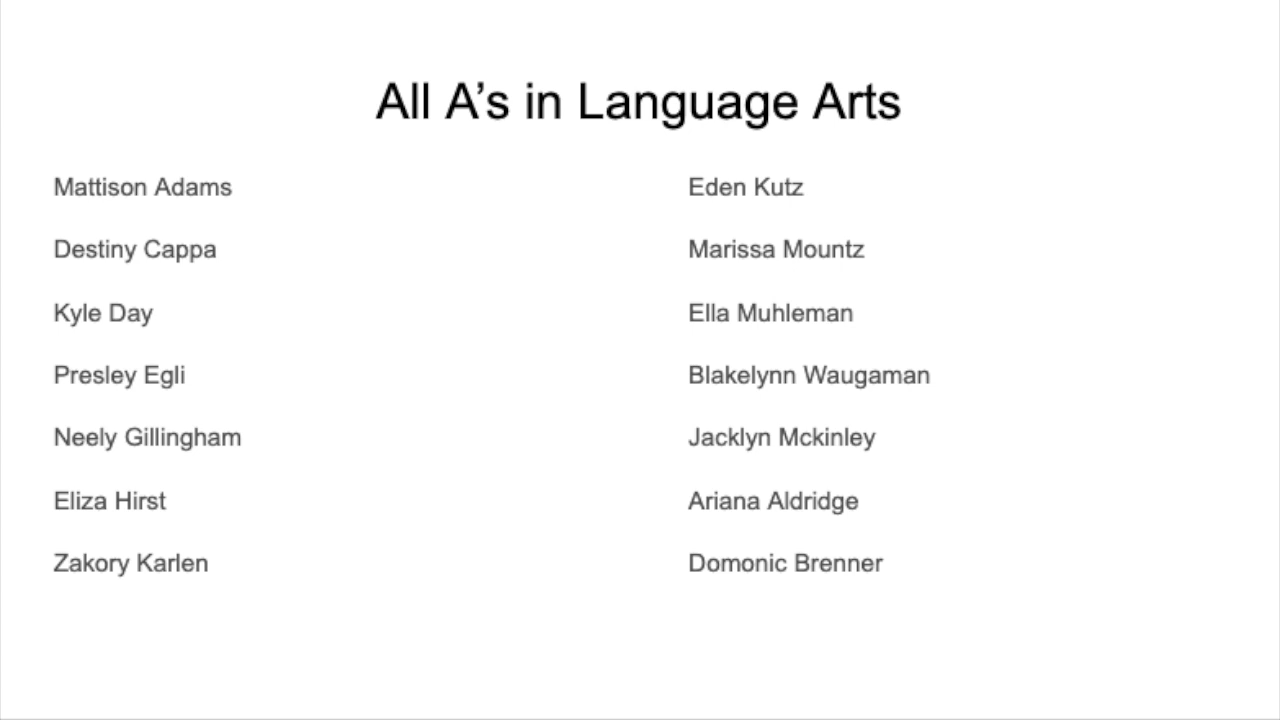 All A’s in Language Arts
Mattison Adams
Destiny Cappa
Kyle Day
Presley Egli
Neely Gillingham
Eliza Hirst
Zakory Karlen
Eden Kutz
Marissa Mountz
Ella Muhleman
Blakelynn Waugaman
Jacklyn Mckinley
Ariana Aldridge
Domonic Brenner